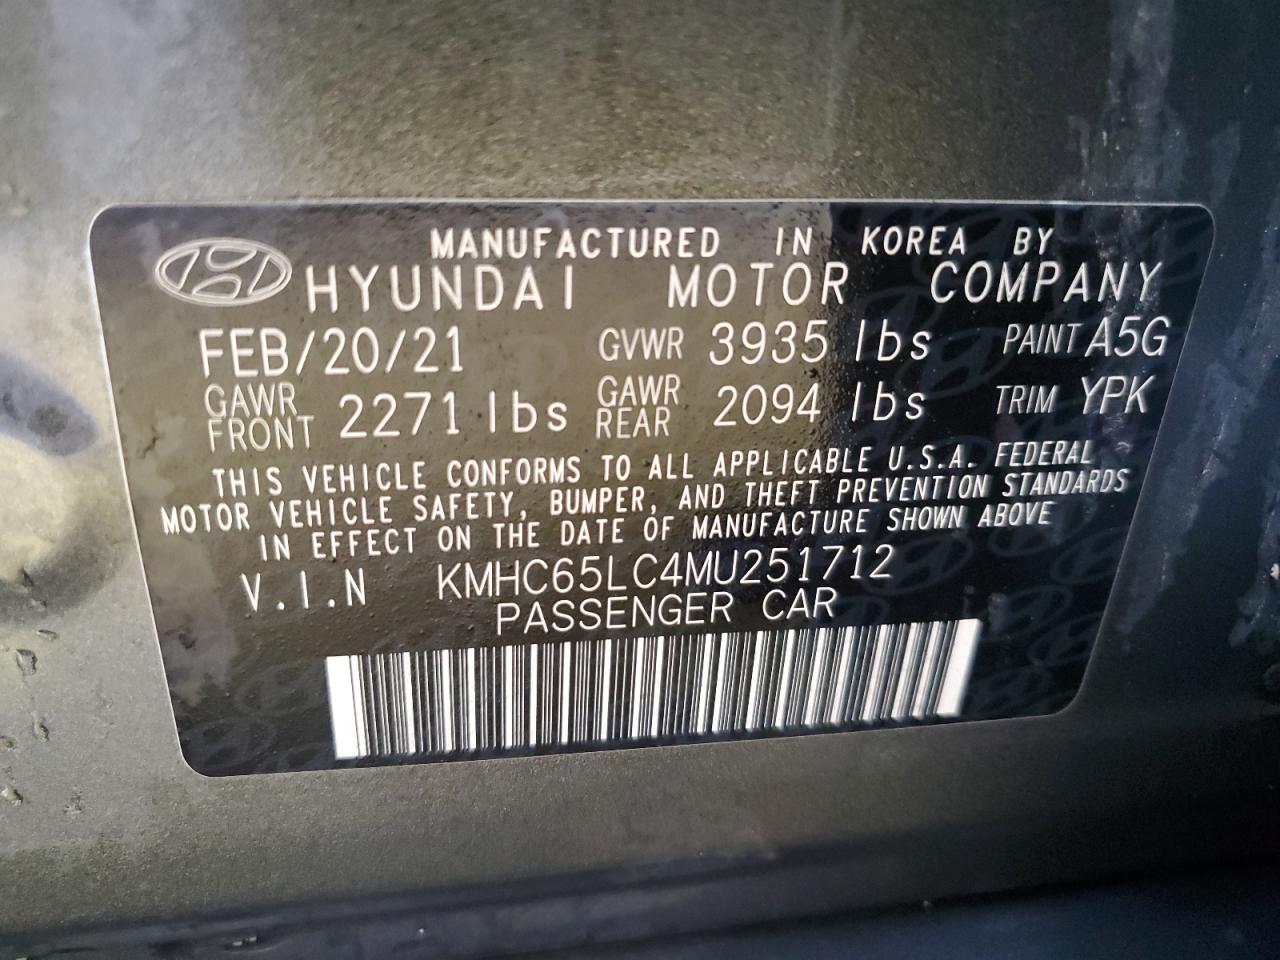 MANUFACTURED IN KOREA BY
HYUNDAI MOTOR COMPANY
FEB/20/21 GVWR 3935 lbs PAINT A5G
GAWR FRONT 2271 lbs GAWR REAR 2094 lbs TRIM YPK
THIS VEHICLE CONFORMS TO ALL APPLICABLE U.S.A. FEDERAL
MOTOR VEHICLE SAFETY, BUMPER, AND THEFT PREVENTION STANDARDS
IN EFFECT ON THE DATE OF MANUFACTURE SHOWN ABOVE
V.I.N KMHC65LC4MU251712
PASSENGER CAR